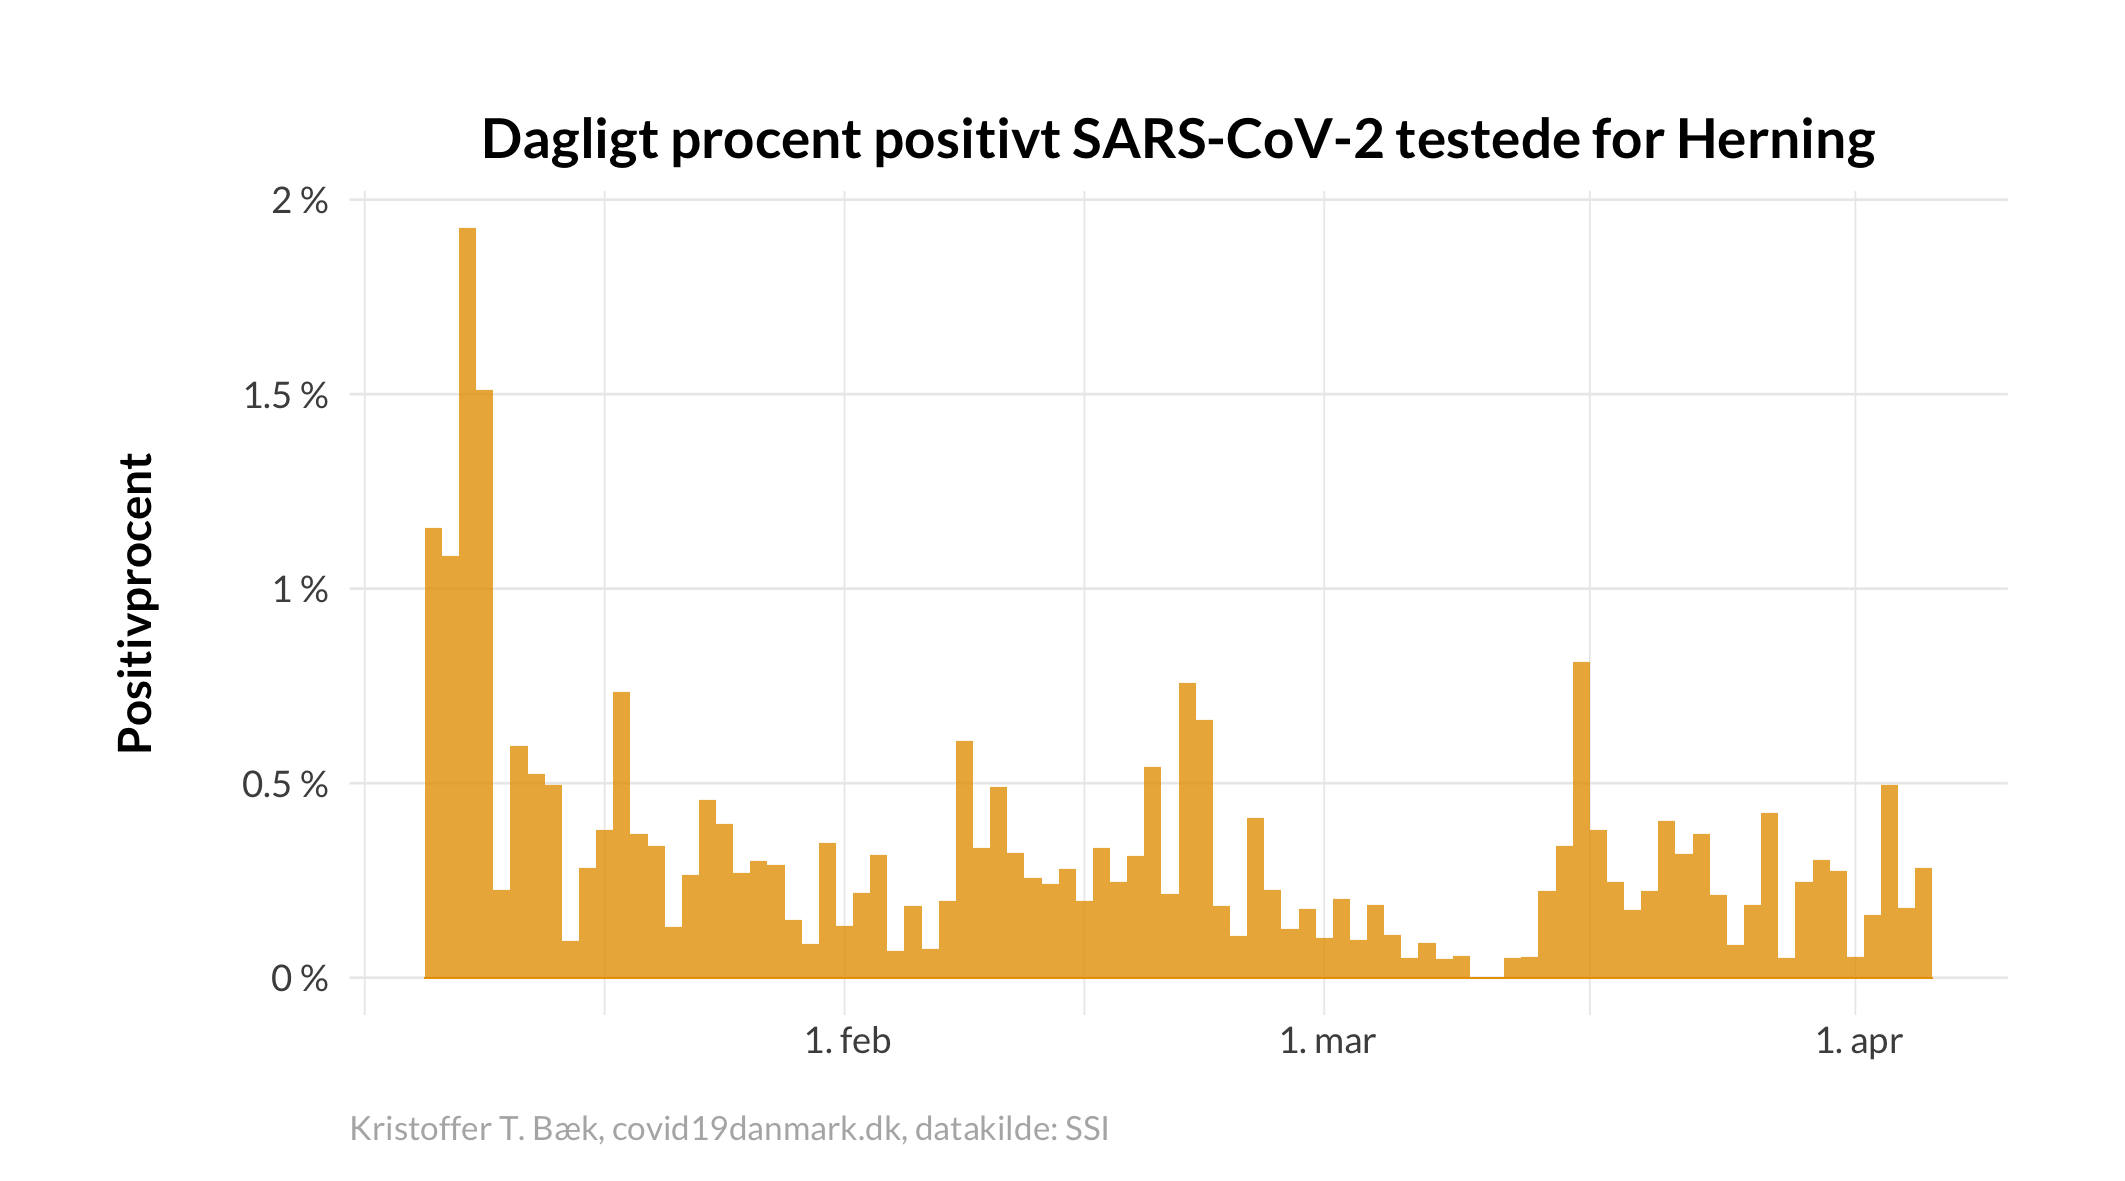 Dagligt procent positivt SARS-CoV-2 testede for Herning
Positivprocent
2 %
1.5 %
1 %
0.5 %
0 %
1. feb
1. mar
1. apr
Kristoffer T. Bæk, covid19danmark.dk, datakilde: SSI